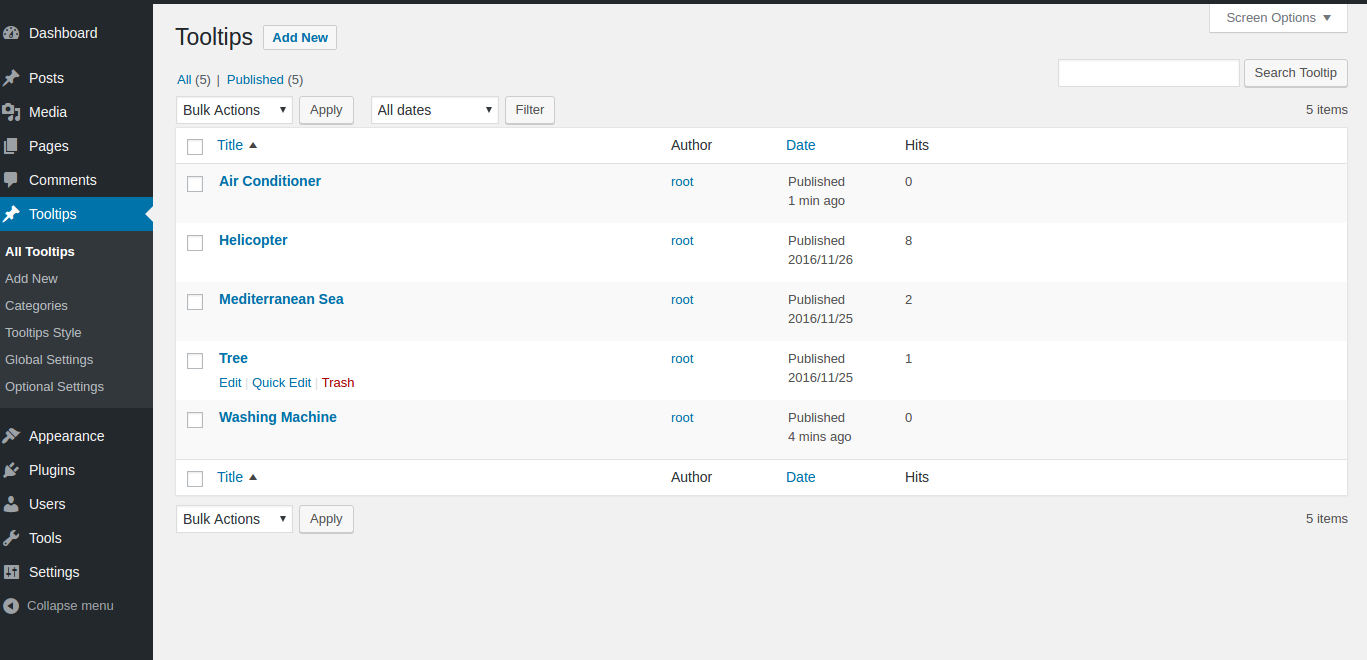 Dashboard
Posts
Media
Pages
Comments
Tooltips
All Tooltips
Add New
Categories
Tooltips Style
Global Settings
Optional Settings
Appearance
Plugins
Users
Tools
Settings
Collapse menu
Screen Options
Tooltips Add New
All (5) | Published (5)
Search Tooltip
Bulk Actions Apply All dates Filter 5 items
Title Author Date Hits
Air Conditioner root Published 0
1 min ago
Helicopter root Published 8
2016/11/26
Mediterranean Sea root Published 2
2016/11/25
Tree root Published 1
2016/11/25
Edit | Quick Edit | Trash
Washing Machine root Published 0
4 mins ago
Title Author Date Hits
Bulk Actions Apply 5 items